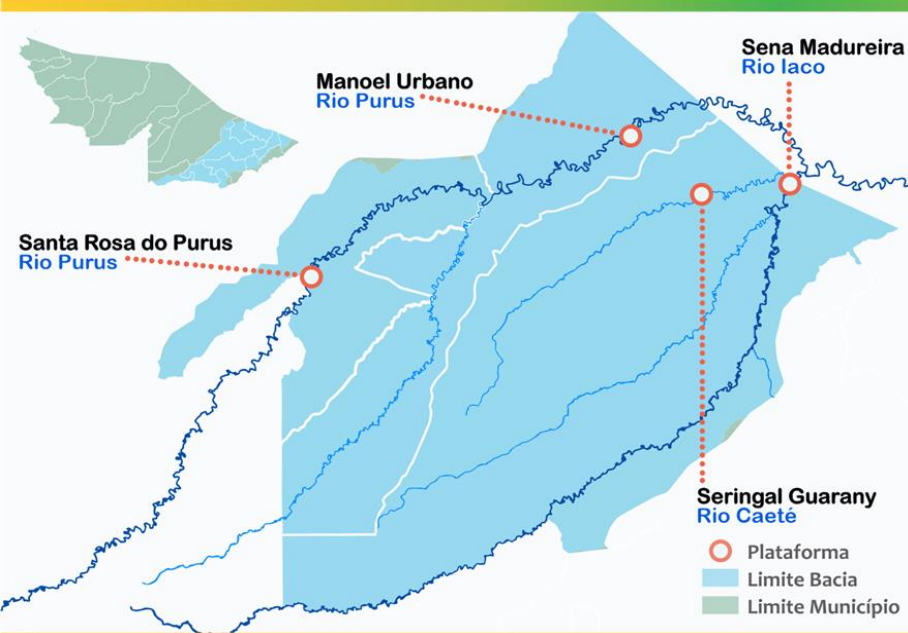 Sena Madureira
Rio Iaco
Manoel Urbano
Rio Purus
Santa Rosa do Purus
Rio Purus
Seringal Guarany
Rio Caeté
Plataforma
Limite Bacia
Limite Município